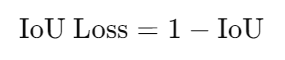 IoU Loss = 1 − IoU